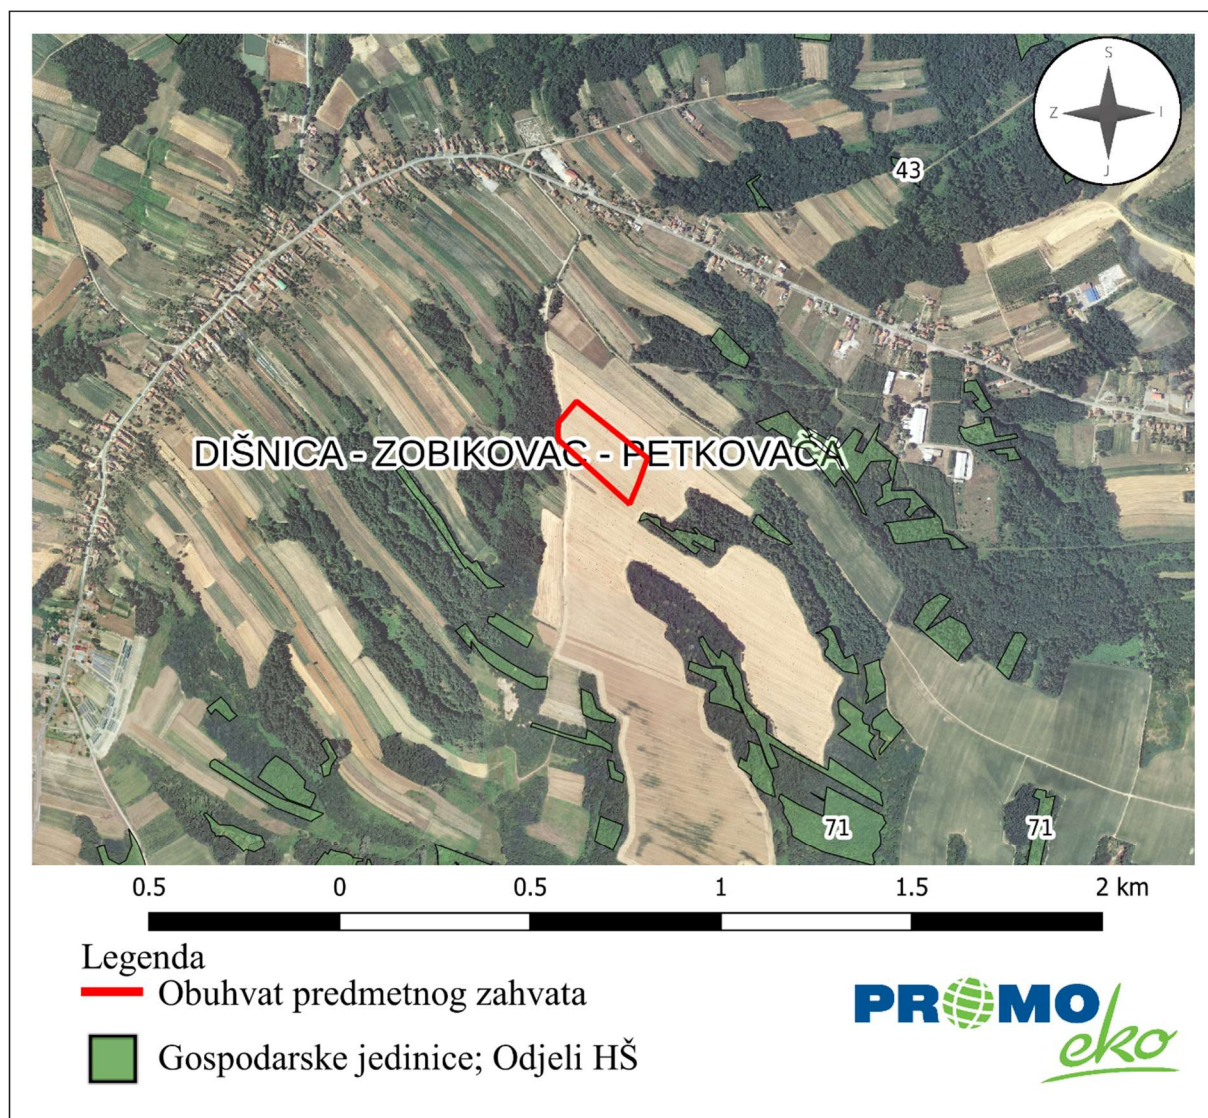 S
Z
I
J
43
DIŠNICA - ZOBIKOVAC - PETKOVAČA
71
71
0.5 0 0.5 1 1.5 2 km
Legenda
Obuhvat predmetnog zahvata
Gospodarske jedinice; Odjeli HŠ
PROMO
eko